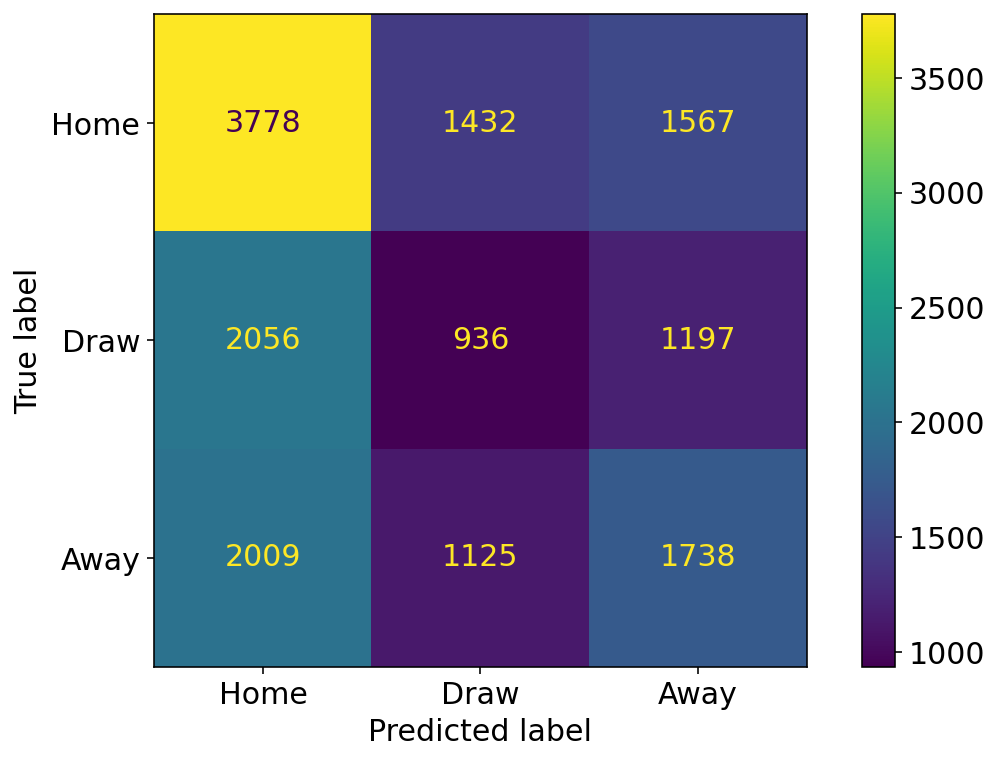 True label
Home 3778 1432 1567
Draw 2056 936 1197
Away 2009 1125 1738
Home Draw Away
Predicted label
3500
3000
2500
2000
1500
1000